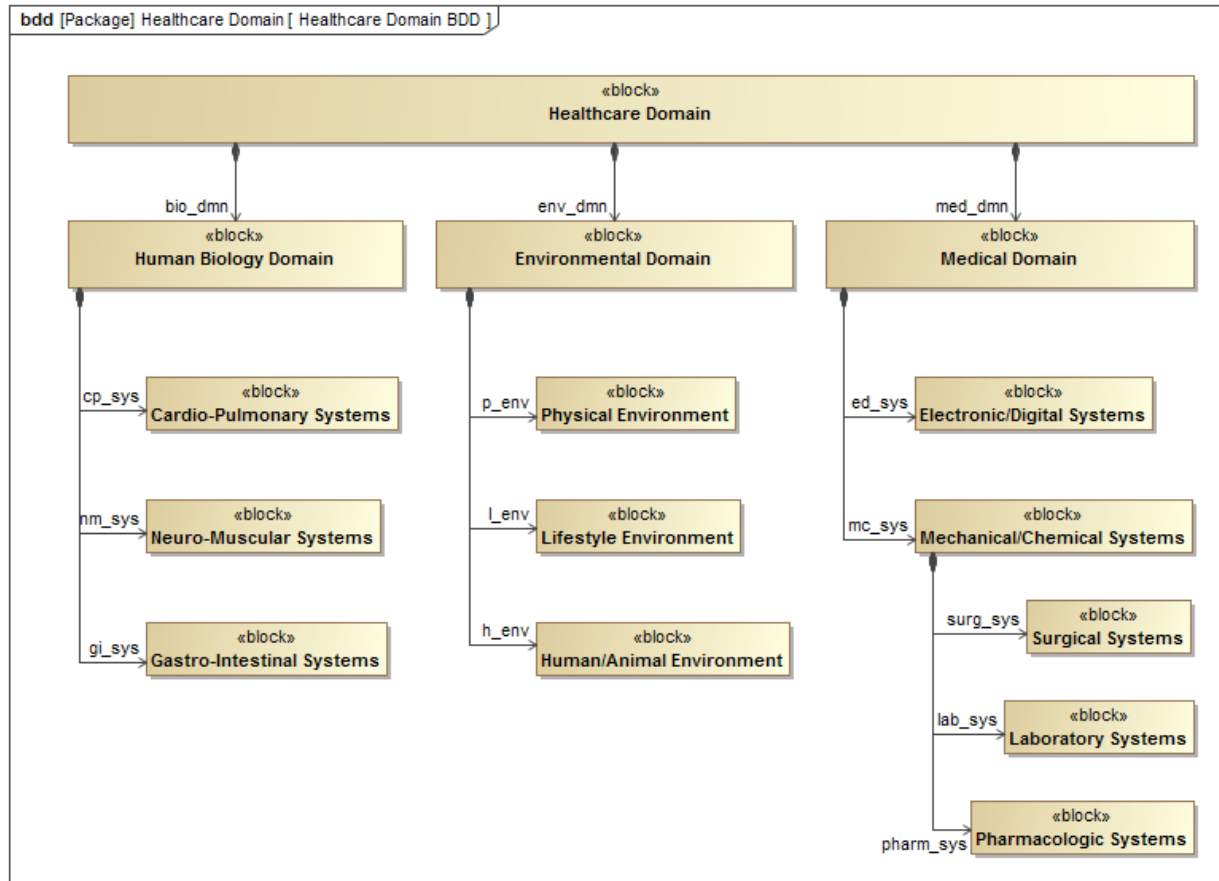 bdd [Package] Healthcare Domain [ Healthcare Domain BDD ]
«block»
Healthcare Domain
bio_dmn
env_dmn
med_dmn
«block»
Human Biology Domain
«block»
Environmental Domain
«block»
Medical Domain
cp_sys
«block»
Cardio-Pulmonary Systems
nm_sys
«block»
Neuro-Muscular Systems
gi_sys
«block»
Gastro-Intestinal Systems
p_env
«block»
Physical Environment
l_env
«block»
Lifestyle Environment
h_env
«block»
Human/Animal Environment
ed_sys
«block»
Electronic/Digital Systems
mc_sys
«block»
Mechanical/Chemical Systems
surg_sys
«block»
Surgical Systems
lab_sys
«block»
Laboratory Systems
pharm_sys
«block»
Pharmacologic Systems